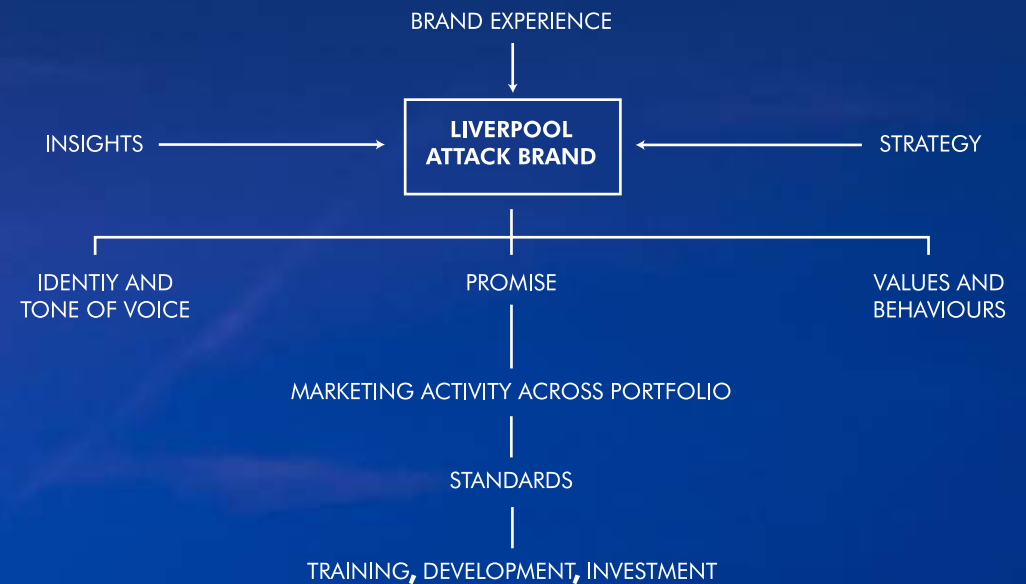 BRAND EXPERIENCE
INSIGHTS
LIVERPOOL
ATTACK BRAND
STRATEGY
IDENTIY AND
TONE OF VOICE
PROMISE
VALUES AND
BEHAVIOURS
MARKETING ACTIVITY ACROSS PORTFOLIO
STANDARDS
TRAINING, DEVELOPMENT, INVESTMENT